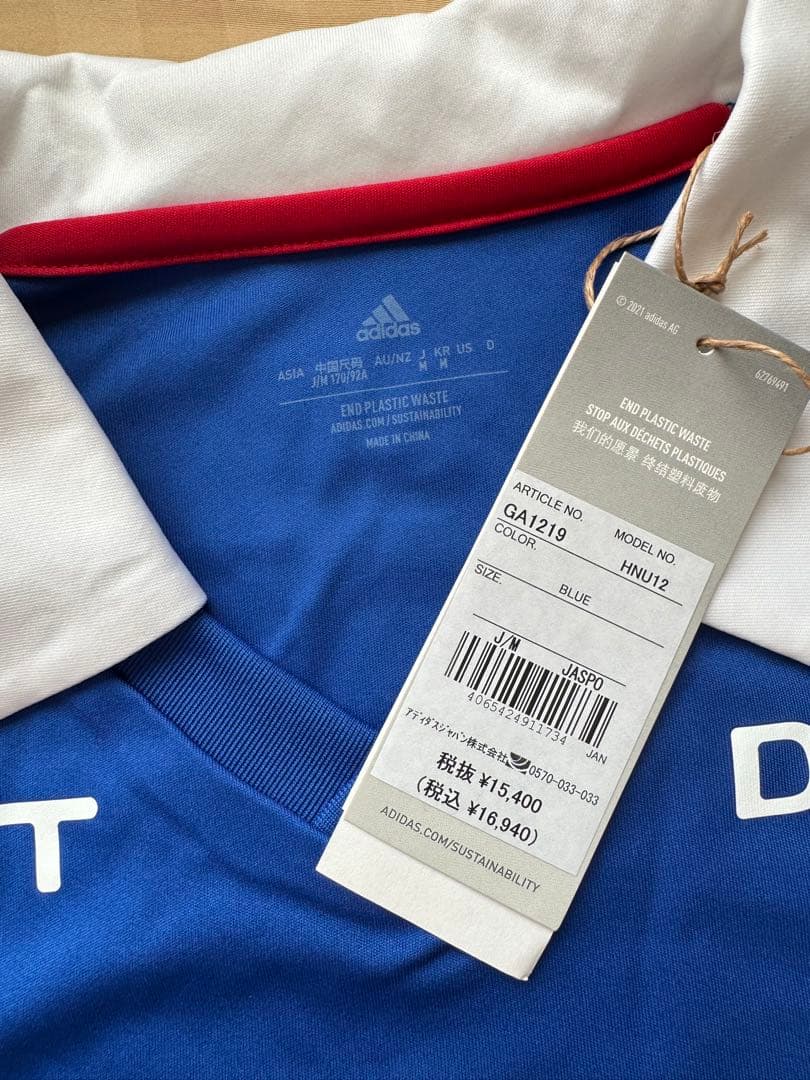 adidas
ASIA 中国尺码 AU/NZ J KR US D
J/M 170/92A M M
END PLASTIC WASTE
ADIDAS.COM/SUSTAINABILITY
MADE IN CHINA
© 2021 adidas AG
62769491
END PLASTIC WASTE
STOP AUX DÉCHETS PLASTIQUES
我们的愿景 终结塑料废物
ARTICLE NO. MODEL NO.
GA1219 HNU12
COLOR.
BLUE
SIZE.
J/M JASPO
4065424911734 JAN
アディダスジャパン株式会社 0570-033-033
税抜 ¥15,400
(税込 ¥16,940)
ADIDAS.COM/SUSTAINABILITY
T
D